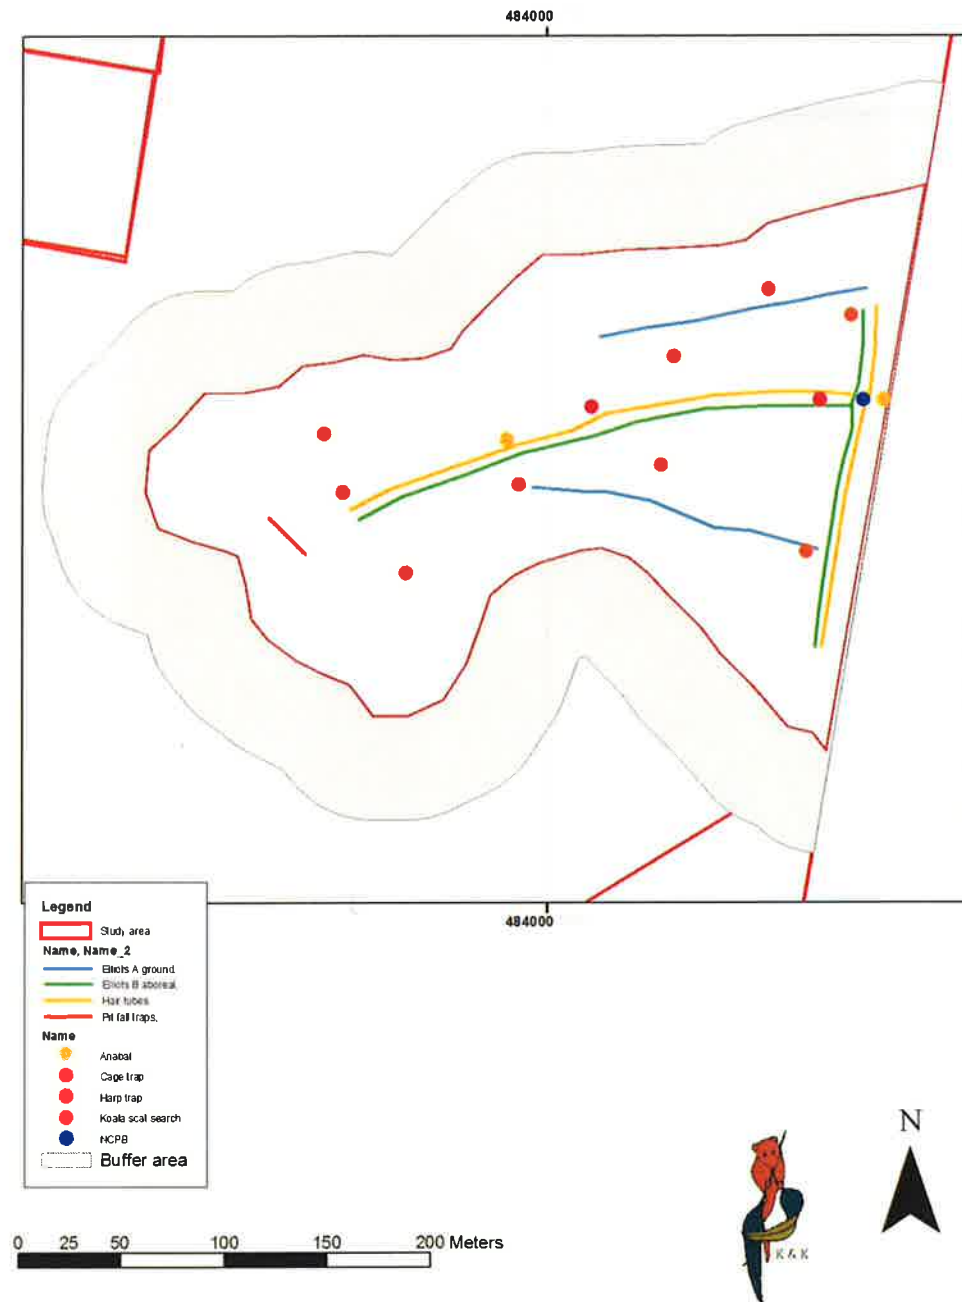 484000
484000
Legend
Study area
Name, Name_2
Elliots A ground.
Elliots B aboreal.
Hair tubes
Pit fall traps.
Name
Anabat
Cage trap
Harp trap
Koala scat search
NCPB
Buffer area
N
K & K
0 25 50 100 150 200 Meters